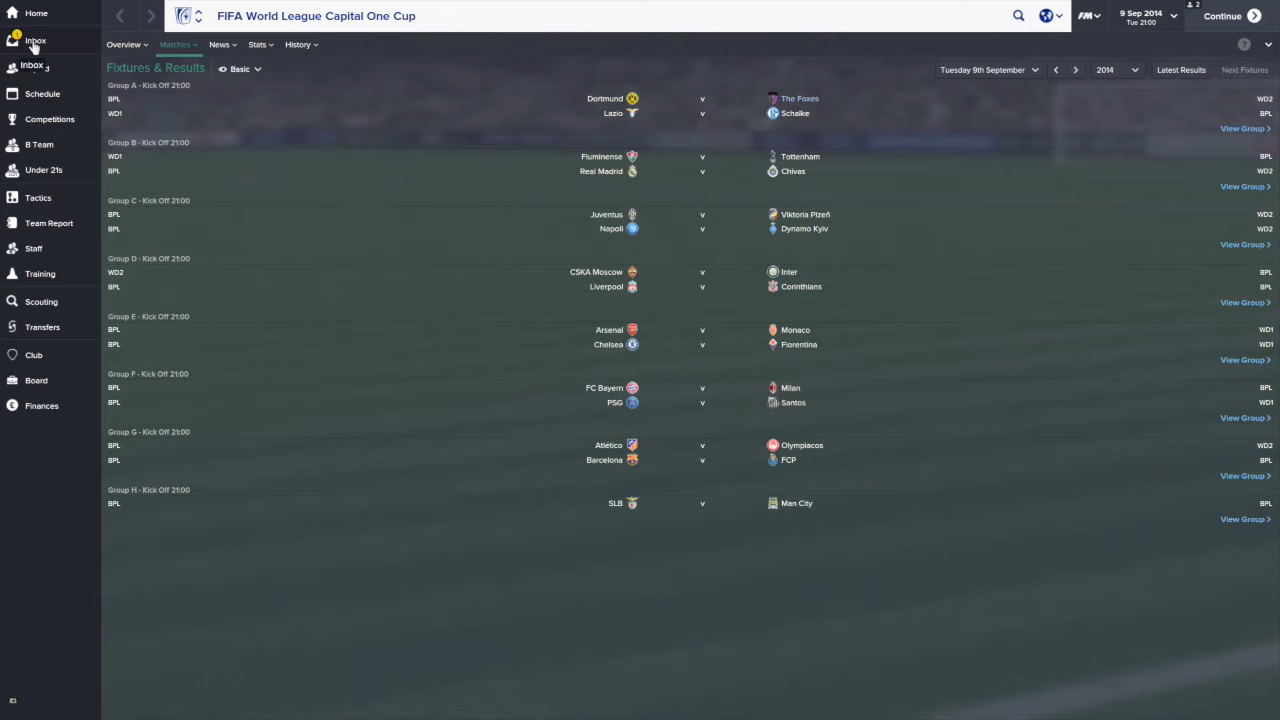 Home
FIFA World League Capital One Cup
FM
9 Sep 2014
Tue 21:00
2
Continue
1
Inbox
Inbox
Schedule
Competitions
B Team
Under 21s
Tactics
Team Report
Staff
Training
Scouting
Transfers
Club
Board
Finances
Overview
Matches
News
Stats
History
?
Fixtures & Results
Basic
Tuesday 9th September
2014
Latest Results
Next Fixtures
Group A - Kick Off 21:00
BPL Dortmund v The Foxes WD2
WD1 Lazio v Schalke BPL
View Group
Group B - Kick Off 21:00
WD1 Fluminense v Tottenham BPL
BPL Real Madrid v Chivas WD2
View Group
Group C - Kick Off 21:00
BPL Juventus v Viktoria Plzeň WD2
BPL Napoli v Dynamo Kyiv WD2
View Group
Group D - Kick Off 21:00
WD2 CSKA Moscow v Inter BPL
BPL Liverpool v Corinthians BPL
View Group
Group E - Kick Off 21:00
BPL Arsenal v Monaco WD1
BPL Chelsea v Fiorentina WD1
View Group
Group F - Kick Off 21:00
BPL FC Bayern v Milan BPL
BPL PSG v Santos WD1
View Group
Group G - Kick Off 21:00
BPL Atlético v Olympiacos WD2
BPL Barcelona v FCP BPL
View Group
Group H - Kick Off 21:00
BPL SLB v Man City BPL
View Group